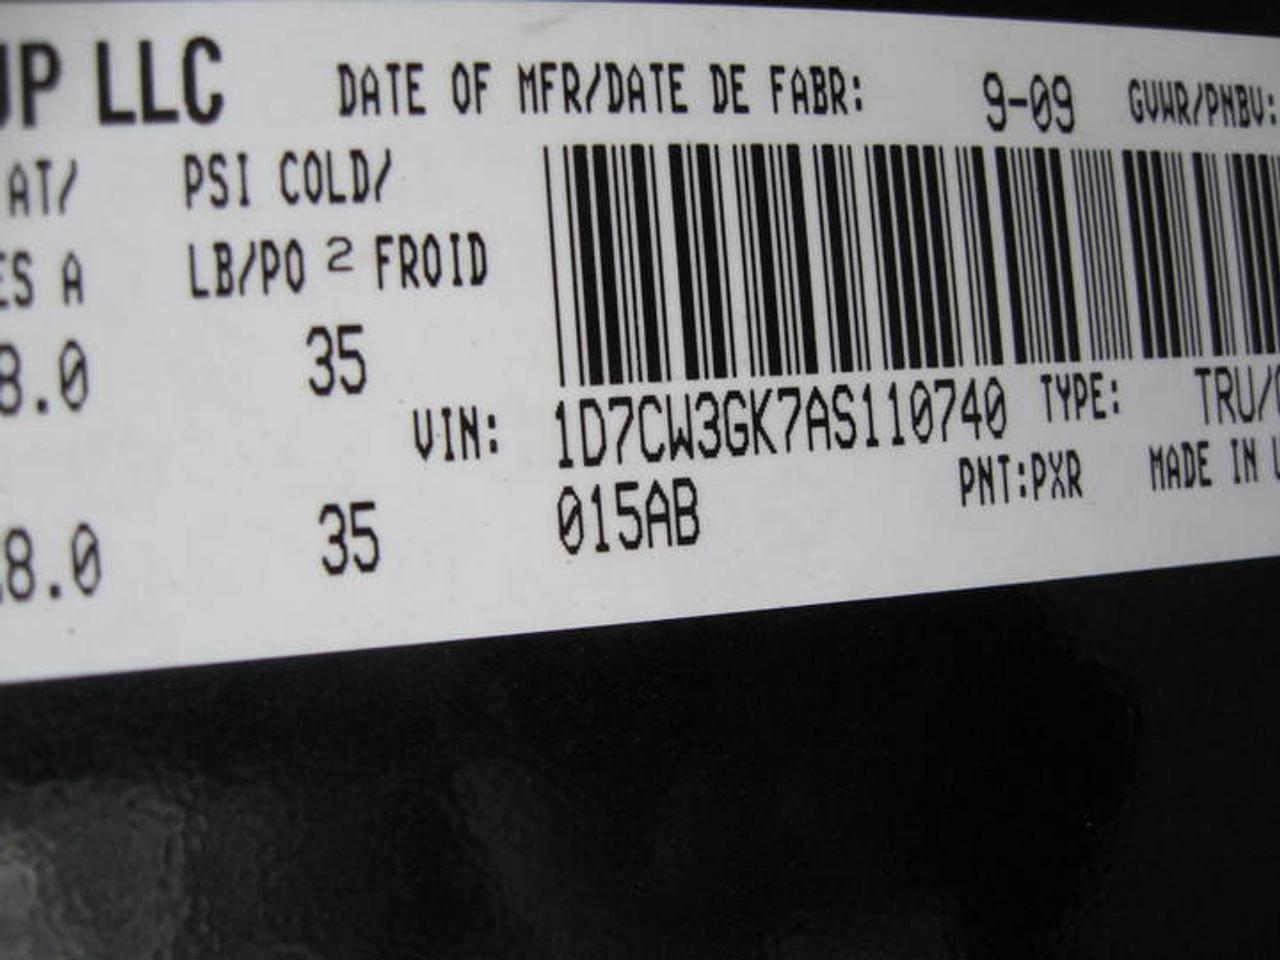 UP LLC DATE OF MFR/DATE DE FABR: 9-09 GVWR/PNBV:
AT/ PSI COLD/
ES A LB/PO 2 FROID
8.0 35
VIN: 1D7CW3GK7AS110740 TYPE: TRU/
PNT:PXR MADE IN
8.0 35 015AB